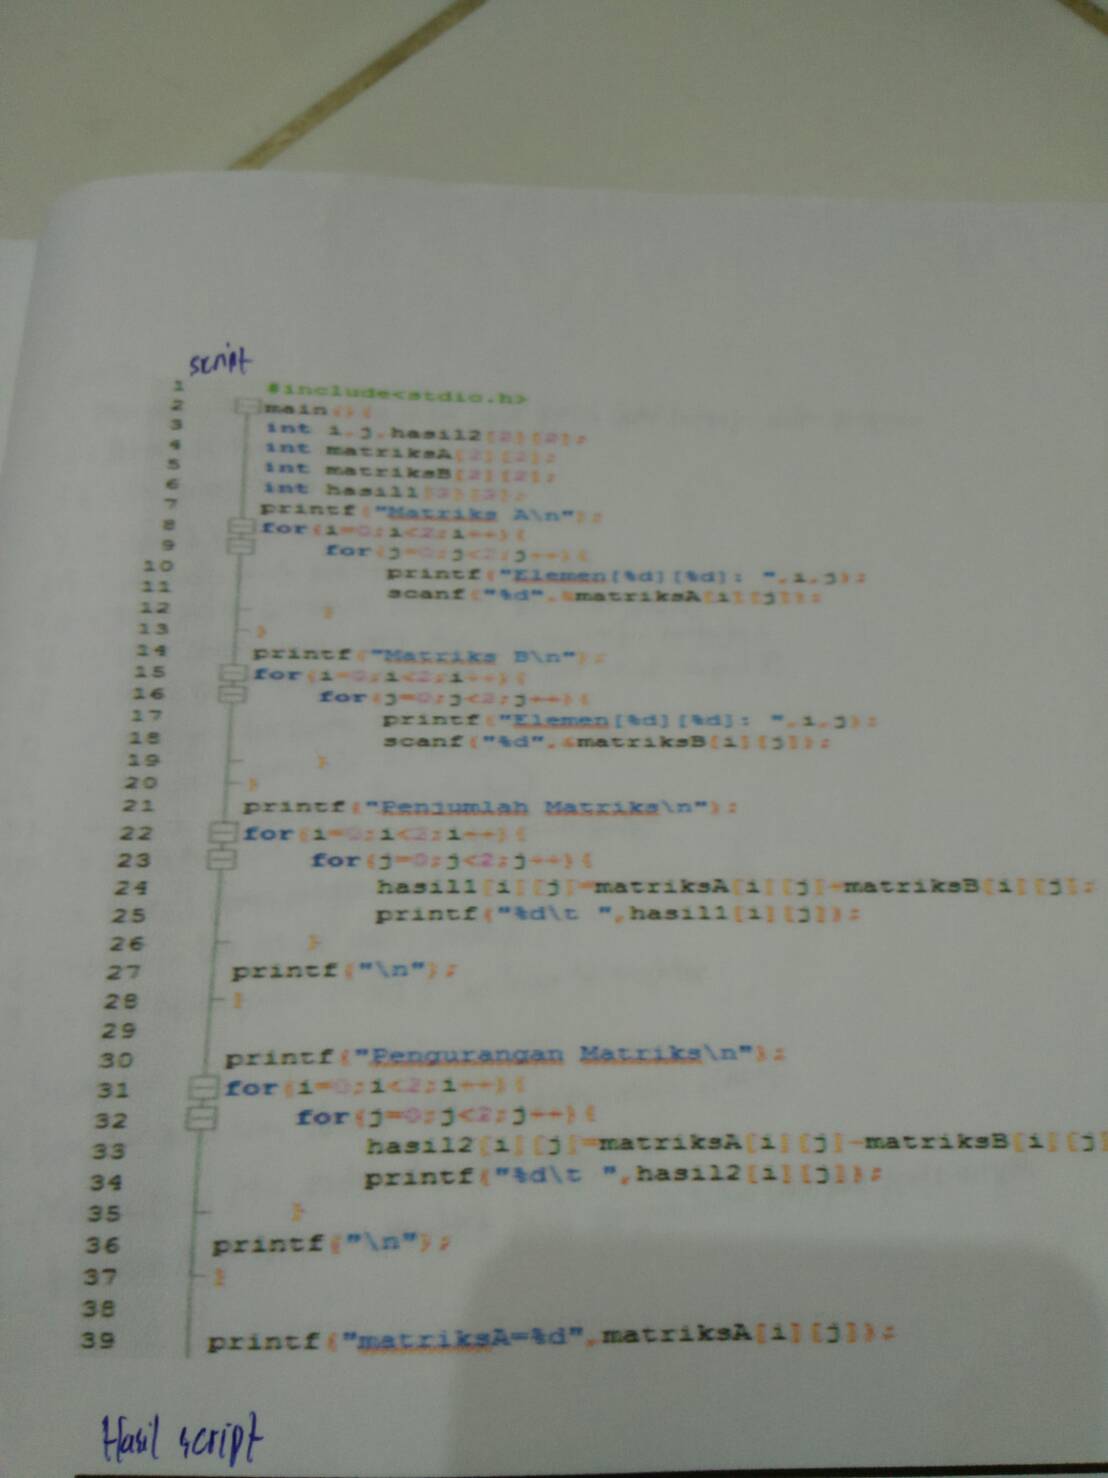 script
1 #include<stdio.h>
2 main(){
3 int i,j,hasil2[2][2];
4 int matriksA[2][2];
5 int matriksB[2][2];
6 int hasil1[2][2];
7 printf("Matriks A\n");
8 for(i=0;i<2;i++){
9 for(j=0;j<2;j++){
10 printf("Elemen[%d][%d]: ",i,j);
11 scanf("%d",&matriksA[i][j]);
12 }
13 }
14 printf("Matriks B\n");
15 for(i=0;i<2;i++){
16 for(j=0;j<2;j++){
17 printf("Elemen[%d][%d]: ",i,j);
18 scanf("%d",&matriksB[i][j]);
19 }
20 }
21 printf("Penjumlah Matriks\n");
22 for(i=0;i<2;i++){
23 for(j=0;j<2;j++){
24 hasil1[i][j]=matriksA[i][j]+matriksB[i][j];
25 printf("%d\t ",hasil1[i][j]);
26 }
27 printf("\n");
28 }
29
30 printf("Pengurangan Matriks\n");
31 for(i=0;i<2;i++){
32 for(j=0;j<2;j++){
33 hasil2[i][j]=matriksA[i][j]-matriksB[i][j]
34 printf("%d\t ",hasil2[i][j]);
35 }
36 printf("\n");
37 }
38
39 printf("matriksA=%d",matriksA[i][j]);
Hasil script